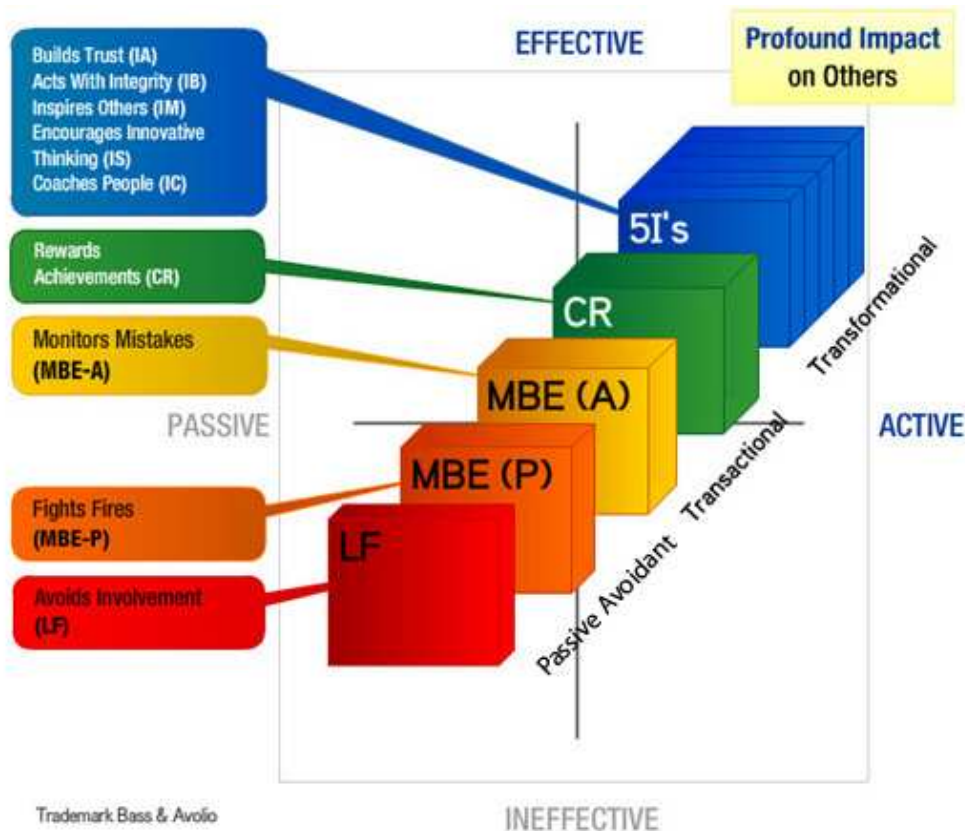 EFFECTIVE
Profound Impact
on Others
Builds Trust (IA)
Acts With Integrity (IB)
Inspires Others (IM)
Encourages Innovative
Thinking (IS)
Coaches People (IC)
5I's
Rewards
Achievements (CR)
CR
Transformational
Monitors Mistakes
(MBE-A)
MBE (A)
PASSIVE
ACTIVE
Transactional
MBE (P)
Fights Fires
(MBE-P)
LF
Passive Avoidant
Avoids Involvement
(LF)
Trademark Bass & Avolio
INEFFECTIVE